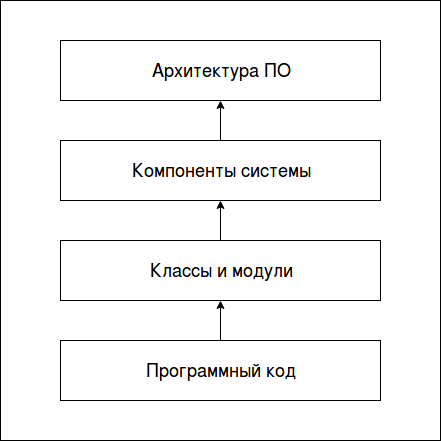 Архитектура ПО
Компоненты системы
Классы и модули
Программный код